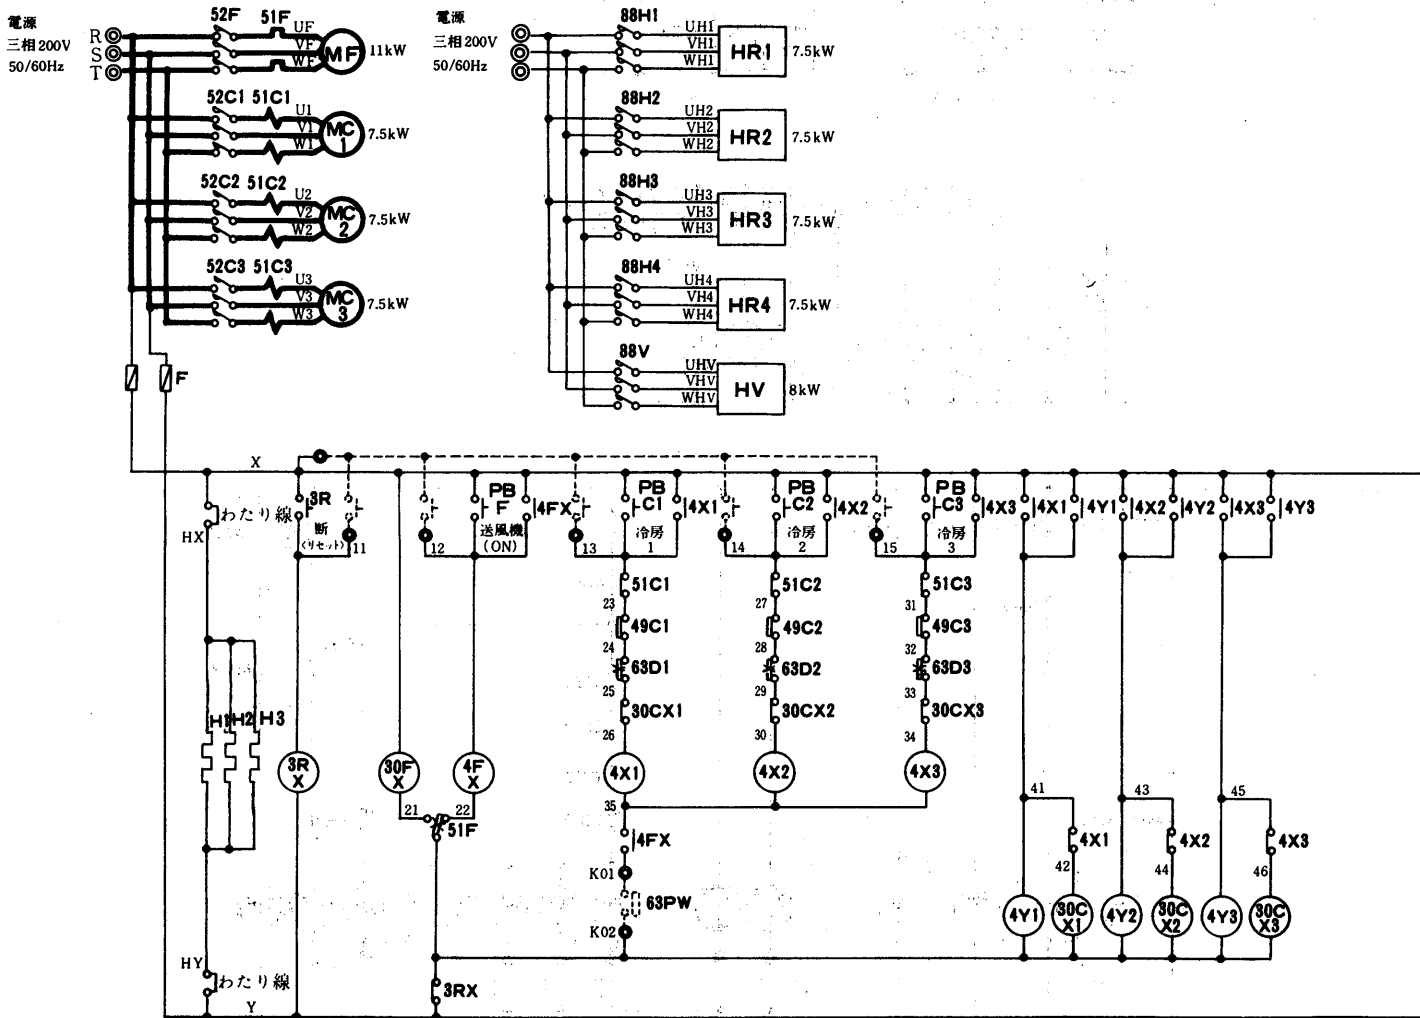 電源
三相200V
50/60Hz
R
S
T
52F 51F
UF
VF
WF
MF
11kW
52C1 51C1
U1
V1
W1
MC
1
7.5kW
52C2 51C2
U2
V2
W2
MC
2
7.5kW
52C3 51C3
U3
V3
W3
MC
3
7.5kW
F
電源
三相200V
50/60Hz
88H1
UH1
VH1
WH1
HR1
7.5kW
88H2
UH2
VH2
WH2
HR2
7.5kW
88H3
UH3
VH3
WH3
HR3
7.5kW
88H4
UH4
VH4
WH4
HR4
7.5kW
88V
UHV
VHV
WHV
HV
8kW
X
わたり線
HX
3R
断
(リセット)
11
12
PB
F
送風機
(ON)
4FX
13
PB
C1
冷房
1
4X1
14
PB
C2
冷房
2
4X2
15
PB
C3
冷房
3
4X3
4X1
4Y1
4X2
4Y2
4X3
4Y3
51C1
23
49C1
24
63D1
25
30CX1
26
4X1
51C2
27
49C2
28
63D2
29
30CX2
30
4X2
51C3
31
49C3
32
63D3
33
30CX3
34
4X3
H1 H2 H3
3R
X
30F
X
4F
X
21
22
51F
35
4FX
K01
63PW
K02
41
4X1
42
43
4X2
44
45
4X3
46
4Y1
30C
X1
4Y2
30C
X2
4Y3
30C
X3
HY
わたり線
Y
3RX